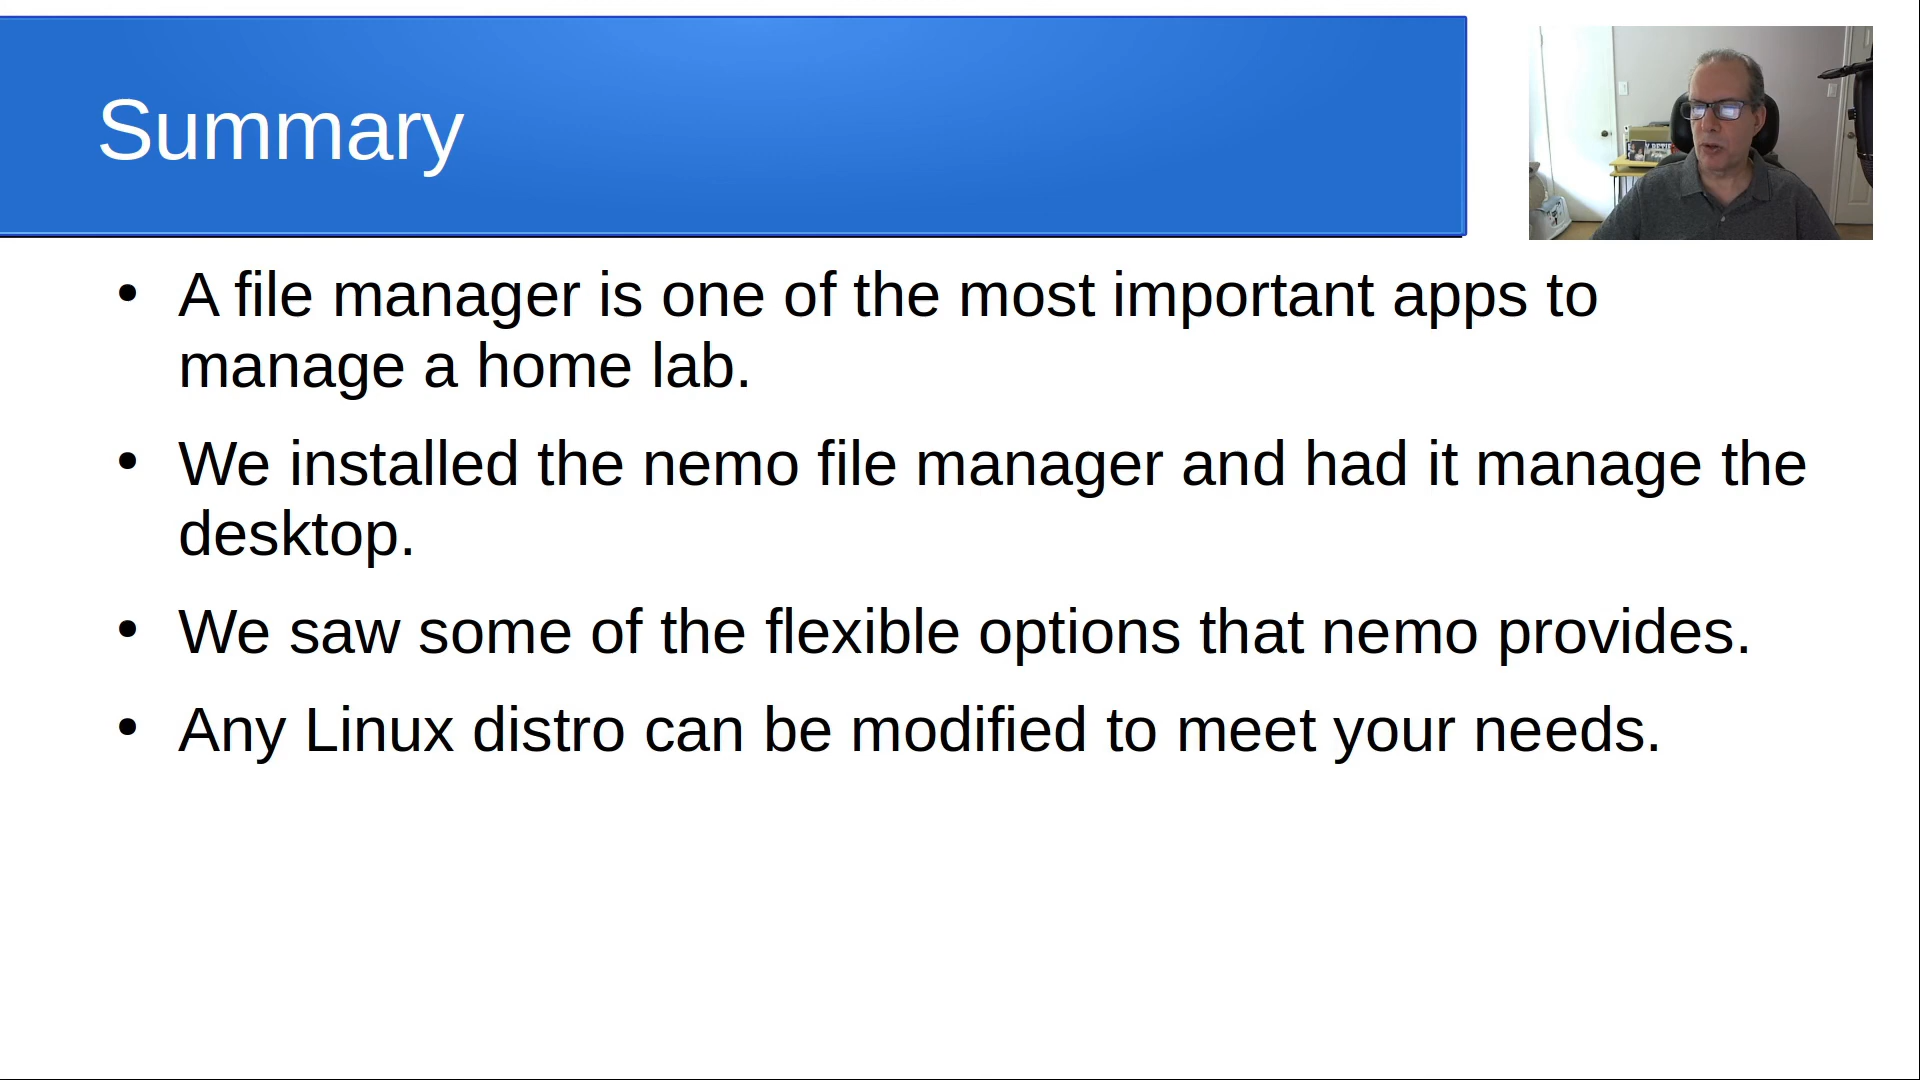 Summary
• A file manager is one of the most important apps to
manage a home lab.
• We installed the nemo file manager and had it manage the
desktop.
• We saw some of the flexible options that nemo provides.
• Any Linux distro can be modified to meet your needs.